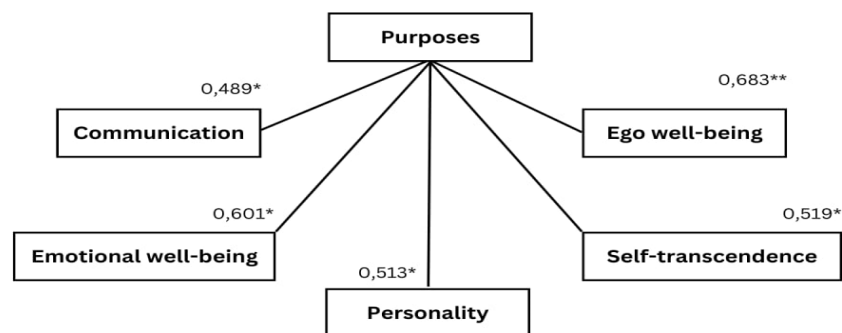 Purposes
0,489*
Communication
0,683**
Ego well-being
0,601*
Emotional well-being
0,519*
Self-transcendence
0,513*
Personality